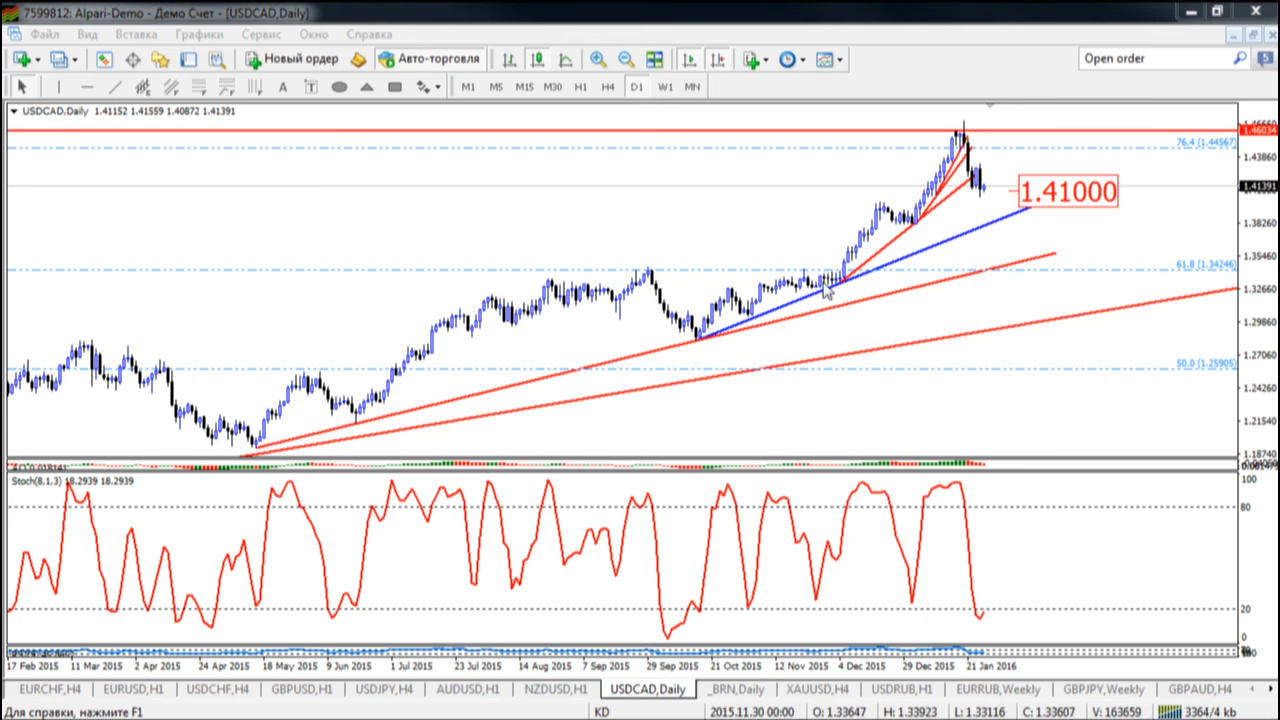 7599812: Alpari-Demo - Демо Счет - [USDCAD,Daily]
Файл Вид Вставка Графики Сервис Окно Справка
Новый ордер Авто-торговля Open order 5
A T M1 M5 M15 M30 H1 H4 D1 W1 MN
USDCAD,Daily 1.41152 1.41559 1.40872 1.41391
1.46034
76.4 (1.44567)
1.43860
1.41391
1.41000
1.38260
1.35460
61.8 (1.34246)
1.32660
1.29860
1.27060
50.0 (1.25905)
1.24260
1.21540
1.18740
Stoch(8,1,3) 18.2939 18.2939
100
80
20
0
17 Feb 2015 11 Mar 2015 2 Apr 2015 24 Apr 2015 18 May 2015 9 Jun 2015 1 Jul 2015 23 Jul 2015 14 Aug 2015 7 Sep 2015 29 Sep 2015 21 Oct 2015 12 Nov 2015 4 Dec 2015 29 Dec 2015 21 Jan 2016
EURCHF,H4 EURUSD,H1 USDCHF,H4 GBPUSD,H1 USDJPY,H4 AUDUSD,H1 NZDUSD,H1 USDCAD,Daily _BRN,Daily XAUUSD,H4 USDRUB,H1 EURRUB,Weekly GBPJPY,Weekly GBPAUD,H4
Для справки, нажмите F1 KD 2015.11.30 00:00 O: 1.33647 H: 1.33923 L: 1.33116 C: 1.33607 V: 163659 3364/4 kb